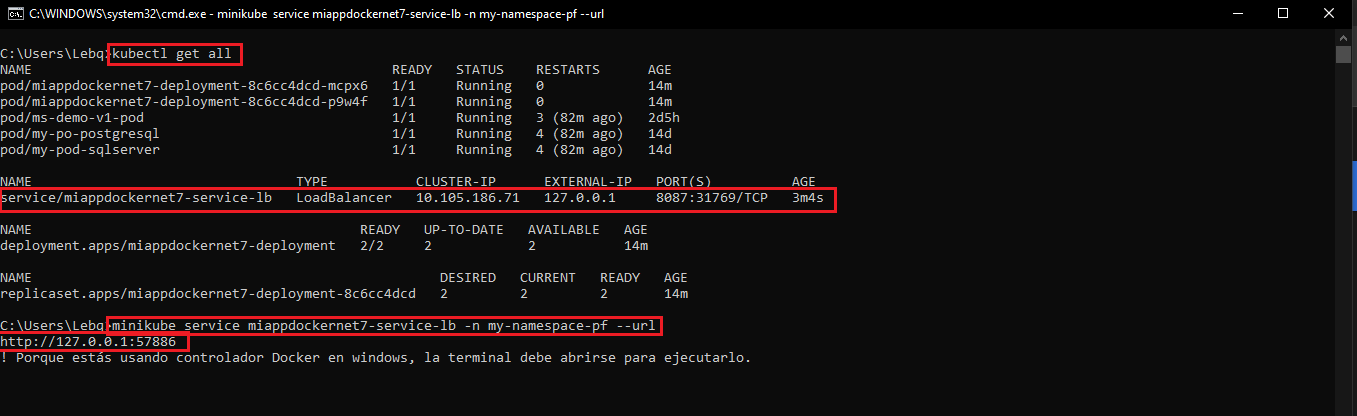 C:\WINDOWS\system32\cmd.exe - minikube service miappdockernet7-service-lb -n my-namespace-pf --url
C:\Users\Lebq>kubectl get all
NAME READY STATUS RESTARTS AGE
pod/miappdockernet7-deployment-8c6cc4dcd-mcpx6 1/1 Running 0 14m
pod/miappdockernet7-deployment-8c6cc4dcd-p9w4f 1/1 Running 0 14m
pod/ms-demo-v1-pod 1/1 Running 3 (82m ago) 2d5h
pod/my-po-postgresql 1/1 Running 4 (82m ago) 14d
pod/my-pod-sqlserver 1/1 Running 4 (82m ago) 14d
NAME TYPE CLUSTER-IP EXTERNAL-IP PORT(S) AGE
service/miappdockernet7-service-lb LoadBalancer 10.105.186.71 127.0.0.1 8087:31769/TCP 3m4s
NAME READY UP-TO-DATE AVAILABLE AGE
deployment.apps/miappdockernet7-deployment 2/2 2 2 14m
NAME DESIRED CURRENT READY AGE
replicaset.apps/miappdockernet7-deployment-8c6cc4dcd 2 2 2 14m
C:\Users\Lebq>minikube service miappdockernet7-service-lb -n my-namespace-pf --url
http://127.0.0.1:57886
! Porque estás usando controlador Docker en windows, la terminal debe abrirse para ejecutarlo.